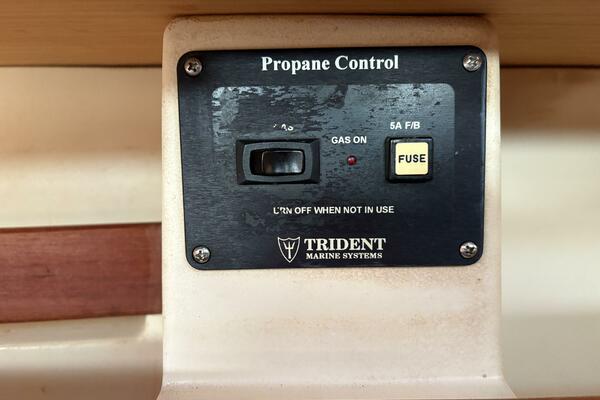 Propane Control
5A F/B
GAS ON
FUSE
OFF WHEN NOT IN USE
TRIDENT
MARINE SYSTEMS